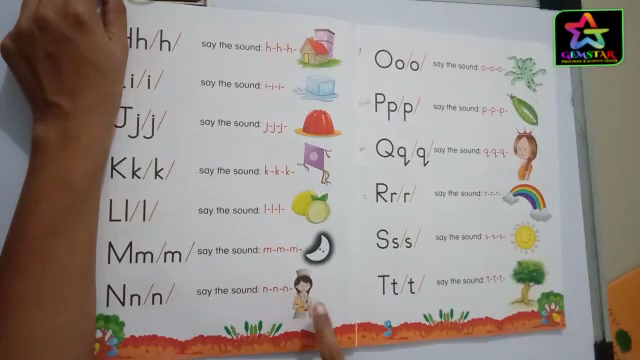 Hh/h/ say the sound: h-h-h-
Ii/i/ say the sound: i-i-i-
Jj/j/ say the sound: j-j-j-
Kk/k/ say the sound: k-k-k-
Ll/l/ say the sound: l-l-l-
Mm/m/ say the sound: m-m-m-
Nn/n/ say the sound: n-n-n-
Oo/o/ say the sound: o-o-o-
Pp/p/ say the sound: p-p-p-
Qq/q/ say the sound: q-q-q-
Rr/r/ say the sound: r-r-r-
Ss/s/ say the sound: s-s-s-
Tt/t/ say the sound: t-t-t-
GEMSTAR